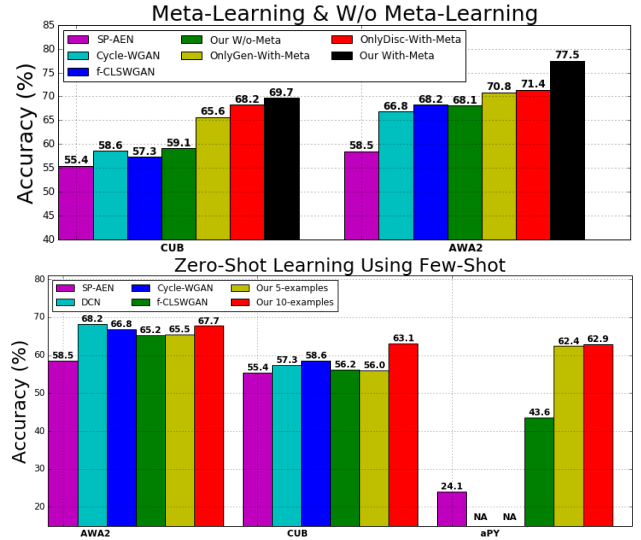 Meta-Learning & W/o Meta-Learning
Accuracy (%)
85
80
75
70
65
60
55
50
45
40
SP-AEN
Cycle-WGAN
f-CLSWGAN
Our W/o-Meta
OnlyGen-With-Meta
OnlyDisc-With-Meta
Our With-Meta
55.4
58.6
57.3
59.1
65.6
68.2
69.7
58.5
66.8
68.2
68.1
70.8
71.4
77.5
CUB
AWA2
Zero-Shot Learning Using Few-Shot
Accuracy (%)
80
70
60
50
40
30
20
SP-AEN
DCN
Cycle-WGAN
f-CLSWGAN
Our 5-examples
Our 10-examples
58.5
68.2
66.8
65.2
65.5
67.7
55.4
57.3
58.6
56.2
56.0
63.1
24.1
NA
NA
43.6
62.4
62.9
AWA2
CUB
aPY